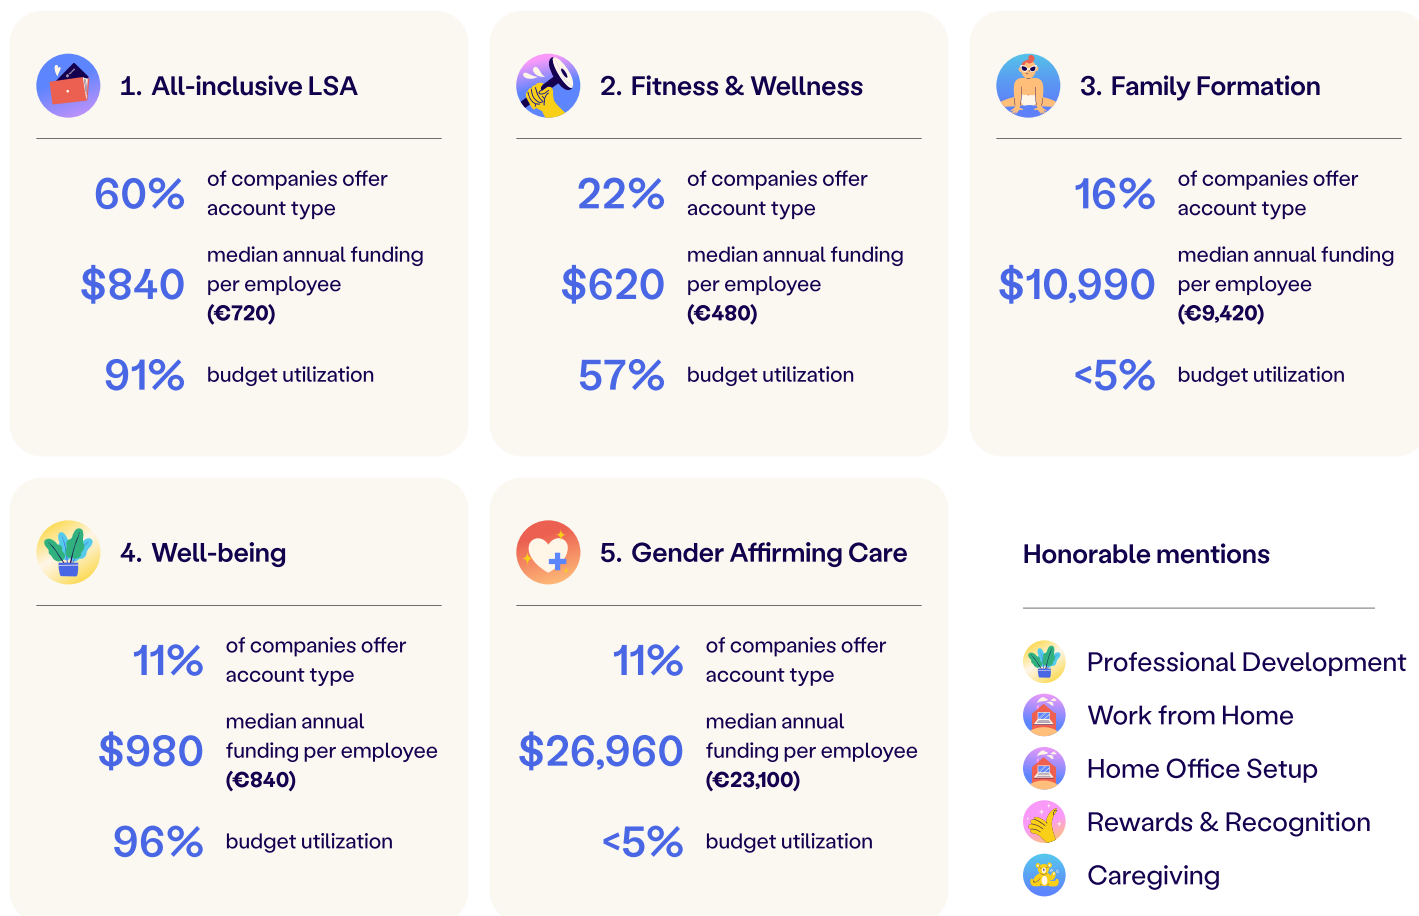 1. All-inclusive LSA
60%
of companies offer
account type
$840
median annual funding
per employee
(€720)
91%
budget utilization
2. Fitness & Wellness
22%
of companies offer
account type
$620
median annual funding
per employee
(€480)
57%
budget utilization
3. Family Formation
16%
of companies offer
account type
$10,990
median annual funding
per employee
(€9,420)
<5%
budget utilization
4. Well-being
11%
of companies offer
account type
$980
median annual
funding per employee
(€840)
96%
budget utilization
5. Gender Affirming Care
11%
of companies offer
account type
$26,960
median annual
funding per employee
(€23,100)
<5%
budget utilization
Honorable mentions
Professional Development
Work from Home
Home Office Setup
Rewards & Recognition
Caregiving